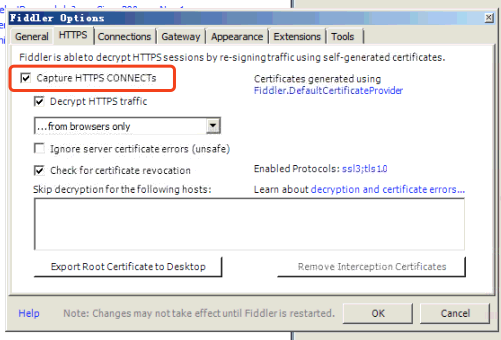 Fiddler Options
General HTTPS Connections Gateway Appearance Extensions Tools
Fiddler is able to decrypt HTTPS sessions by re-signing traffic using self-generated certificates.
Capture HTTPS CONNECTs
Certificates generated using
Fiddler.DefaultCertificateProvider
Decrypt HTTPS traffic
...from browsers only
Ignore server certificate errors (unsafe)
Check for certificate revocation
Enabled Protocols: ssl3;tls1.0
Skip decryption for the following hosts:
Learn about decryption and certificate errors...
Export Root Certificate to Desktop
Remove Interception Certificates
Help
Note: Changes may not take effect until Fiddler is restarted.
OK
Cancel